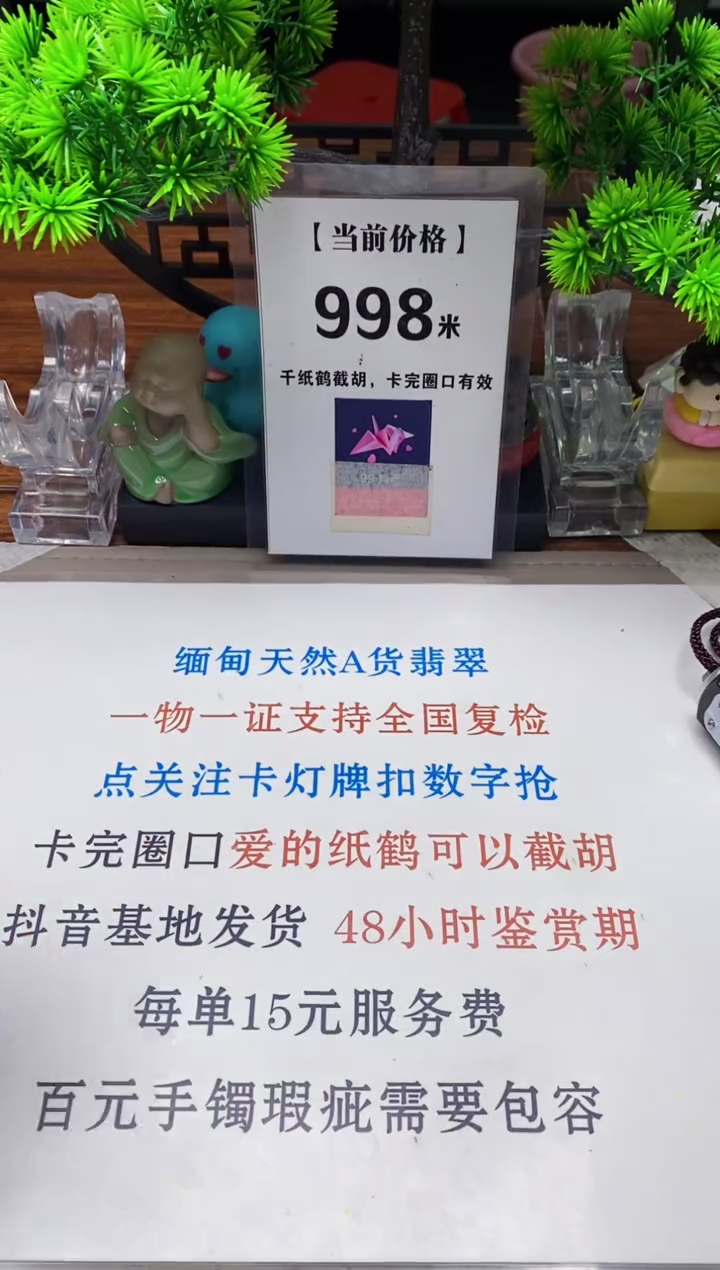 【当前价格】
998米
千纸鹤截胡，卡完圈口有效
缅甸天然A货翡翠
一物一证支持全国复检
点关注卡灯牌扣数字抢
卡完圈口爱的纸鹤可以截胡
抖音基地发货 48小时鉴赏期
每单15元服务费
百元手镯瑕疵需要包容